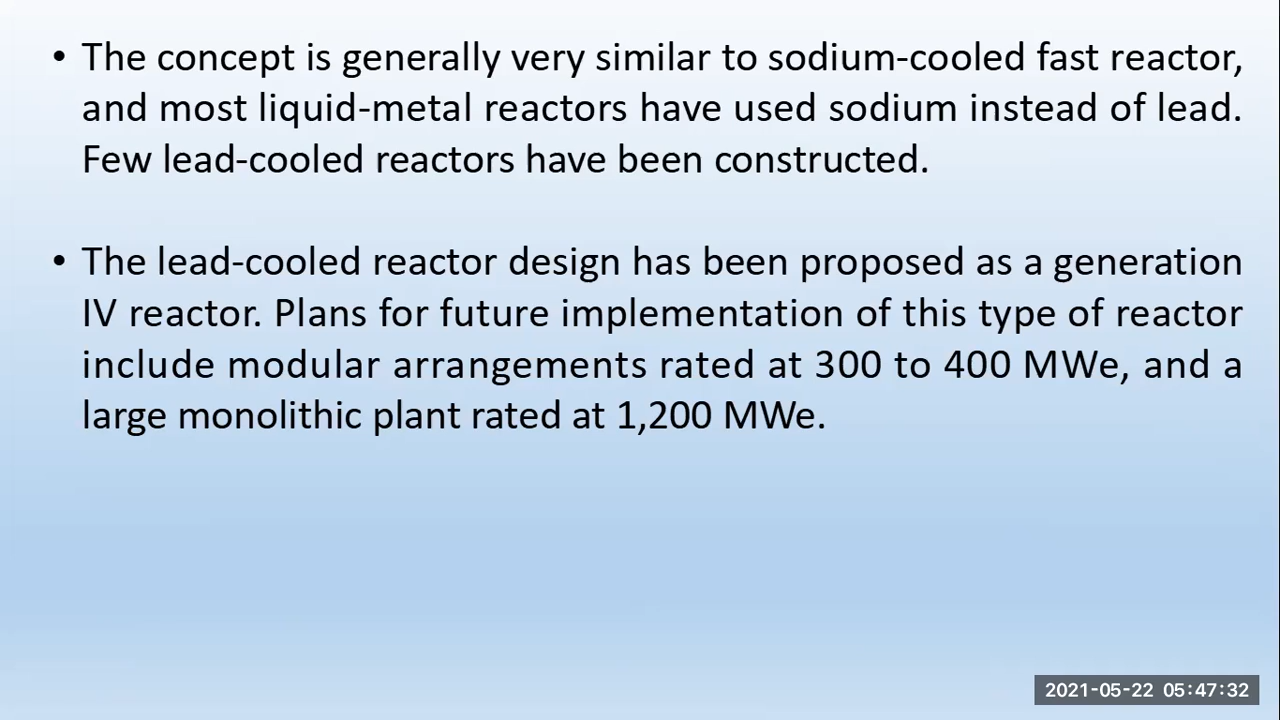 • The concept is generally very similar to sodium-cooled fast reactor,
and most liquid-metal reactors have used sodium instead of lead.
Few lead-cooled reactors have been constructed.
• The lead-cooled reactor design has been proposed as a generation
IV reactor. Plans for future implementation of this type of reactor
include modular arrangements rated at 300 to 400 MWe, and a
large monolithic plant rated at 1,200 MWe.
2021-05-22 05:47:32